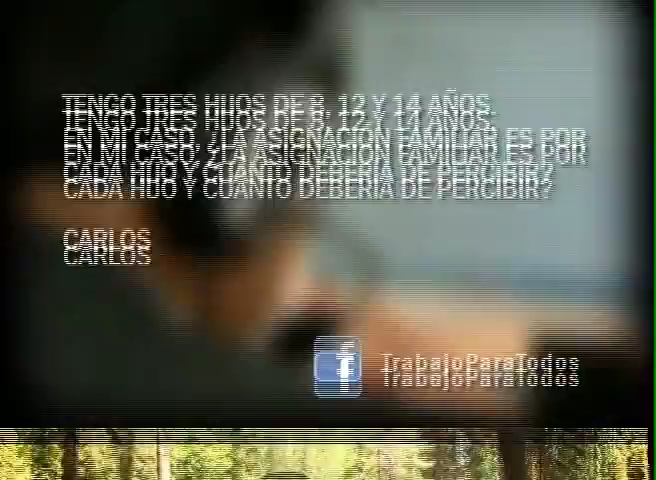 TENGO TRES HIJOS DE 8, 12 Y 14 AÑOS.
EN MI CASO, ¿LA ASIGNACIÓN FAMILIAR ES POR
CADA HIJO Y CUÁNTO DEBERÍA DE PERCIBIR?
CARLOS
f TrabajoParaTodos